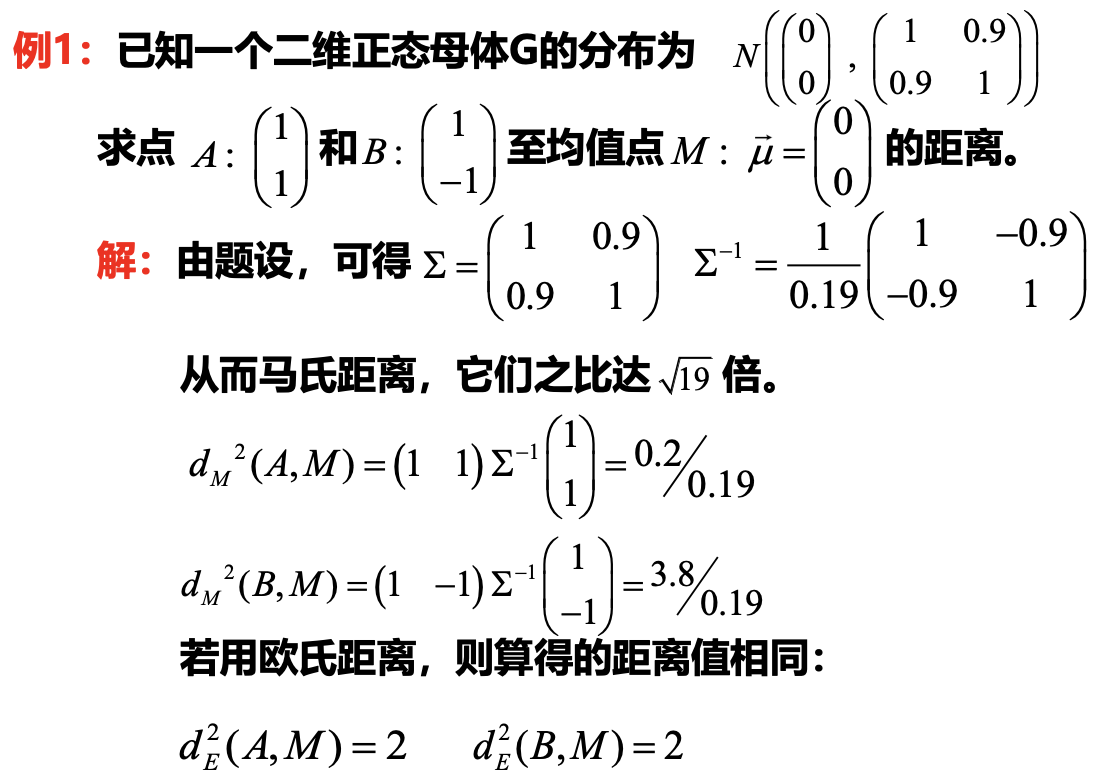 例1：已知一个二维正态母体G的分布为 $N\left(\begin{pmatrix}0\\0\end{pmatrix},\begin{pmatrix}1&0.9\\0.9&1\end{pmatrix}\right)$
求点 $A:\begin{pmatrix}1\\1\end{pmatrix}$ 和 $B:\begin{pmatrix}1\\-1\end{pmatrix}$ 至均值点 $M:\vec{\mu}=\begin{pmatrix}0\\0\end{pmatrix}$ 的距离。
解：由题设，可得 $\Sigma=\begin{pmatrix}1&0.9\\0.9&1\end{pmatrix}$ $\Sigma^{-1}=\frac{1}{0.19}\begin{pmatrix}1&-0.9\\-0.9&1\end{pmatrix}$
从而马氏距离，它们之比达 $\sqrt{19}$ 倍。
$d_M{}^2(A,M)=(1\quad 1)\Sigma^{-1}\begin{pmatrix}1\\1\end{pmatrix}=0.2/0.19$
$d_M{}^2(B,M)=(1\quad -1)\Sigma^{-1}\begin{pmatrix}1\\-1\end{pmatrix}=3.8/0.19$
若用欧氏距离，则算得的距离值相同：
$d_E^2(A,M)=2\quad d_E^2(B,M)=2$